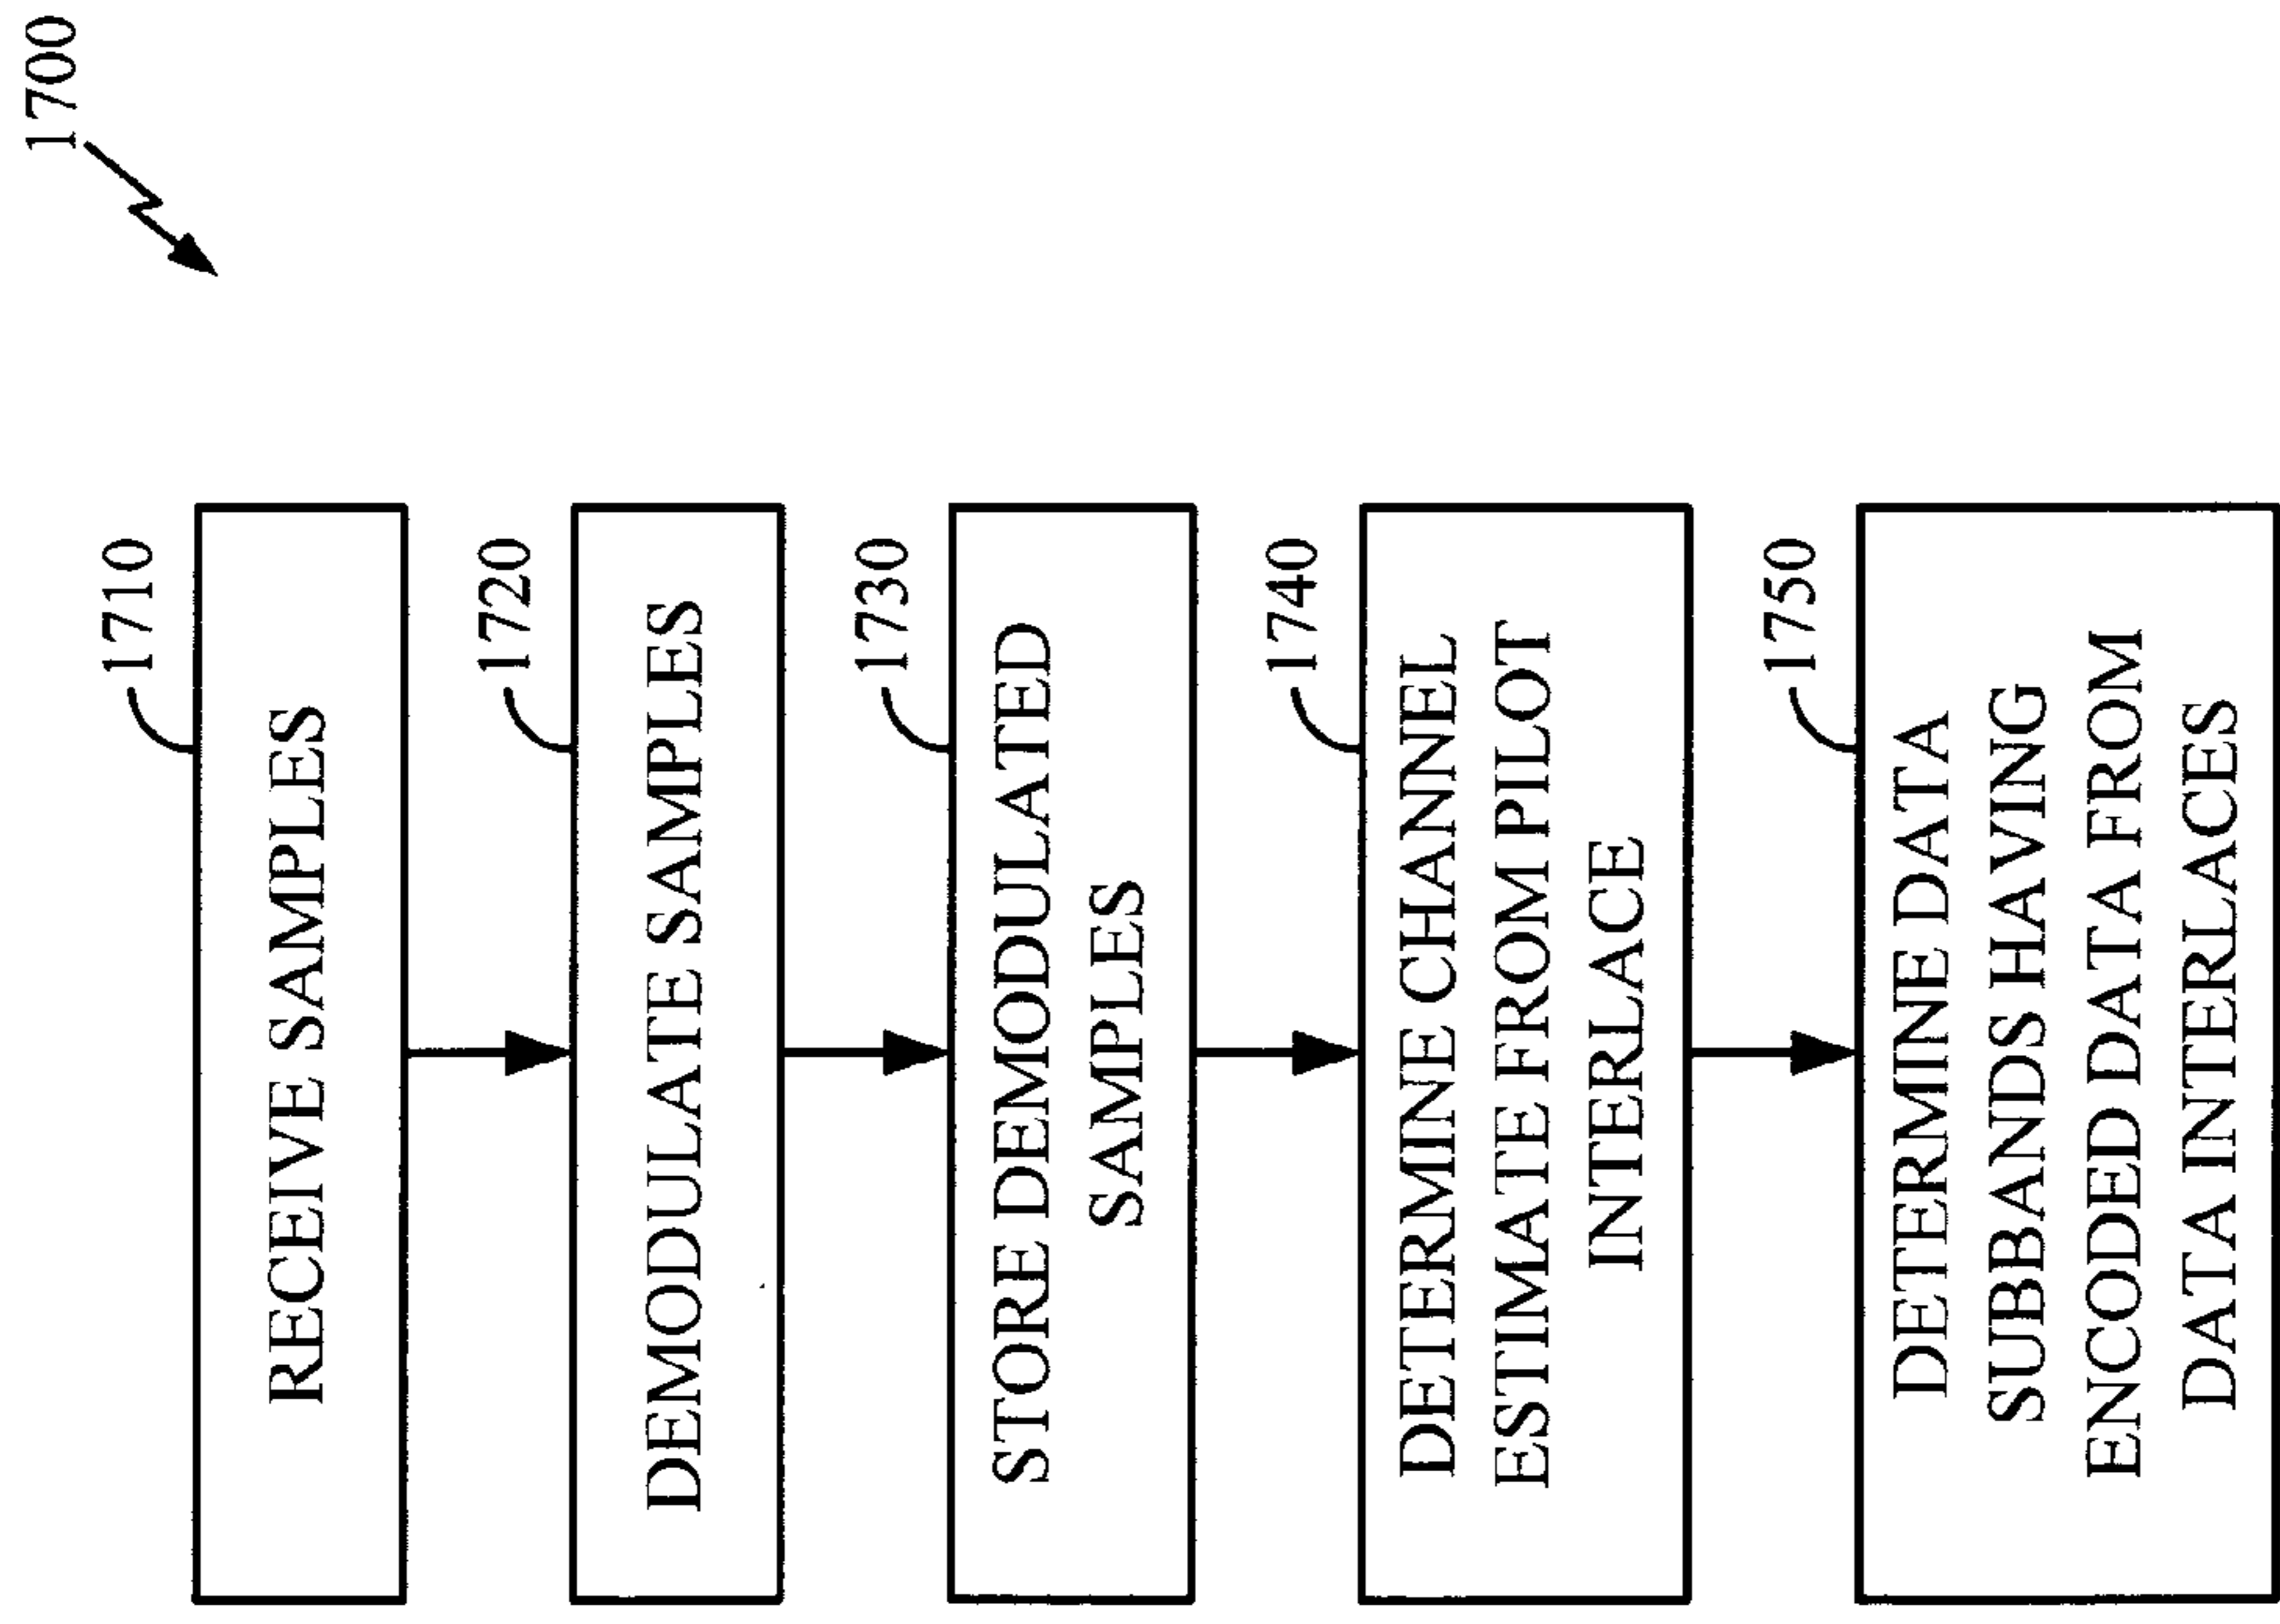 1700
1710
RECEIVE SAMPLES
1720
DEMODULATE SAMPLES
1730
STORE DEMODULATED
SAMPLES
1740
DETERMINE CHANNEL
ESTIMATE FROM PILOT
INTERLACE
1750
DETERMINE DATA
SUBBANDS HAVING
ENCODED DATA FROM
DATA INTERLACES